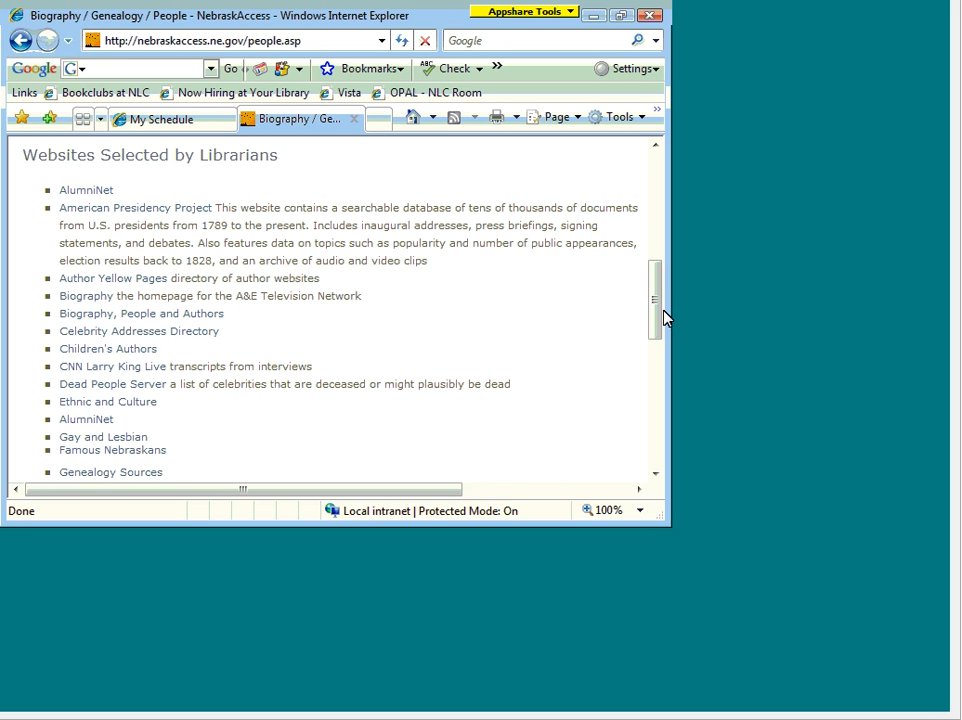 Biography / Genealogy / People - NebraskAccess - Windows Internet Explorer
Appshare Tools
http://nebraskaccess.ne.gov/people.asp
Google
Google
G
Go
Bookmarks
ABC
Check
»
Settings
Links
Bookclubs at NLC
Now Hiring at Your Library
Vista
OPAL - NLC Room
My Schedule
Biography / Ge...
Page
Tools
»
Websites Selected by Librarians
AlumniNet
American Presidency Project This website contains a searchable database of tens of thousands of documents
from U.S. presidents from 1789 to the present. Includes inaugural addresses, press briefings, signing
statements, and debates. Also features data on topics such as popularity and number of public appearances,
election results back to 1828, and an archive of audio and video clips
Author Yellow Pages directory of author websites
Biography the homepage for the A&E Television Network
Biography, People and Authors
Celebrity Addresses Directory
Children's Authors
CNN Larry King Live transcripts from interviews
Dead People Server a list of celebrities that are deceased or might plausibly be dead
Ethnic and Culture
AlumniNet
Gay and Lesbian
Famous Nebraskans
Genealogy Sources
Done
Local intranet | Protected Mode: On
100%